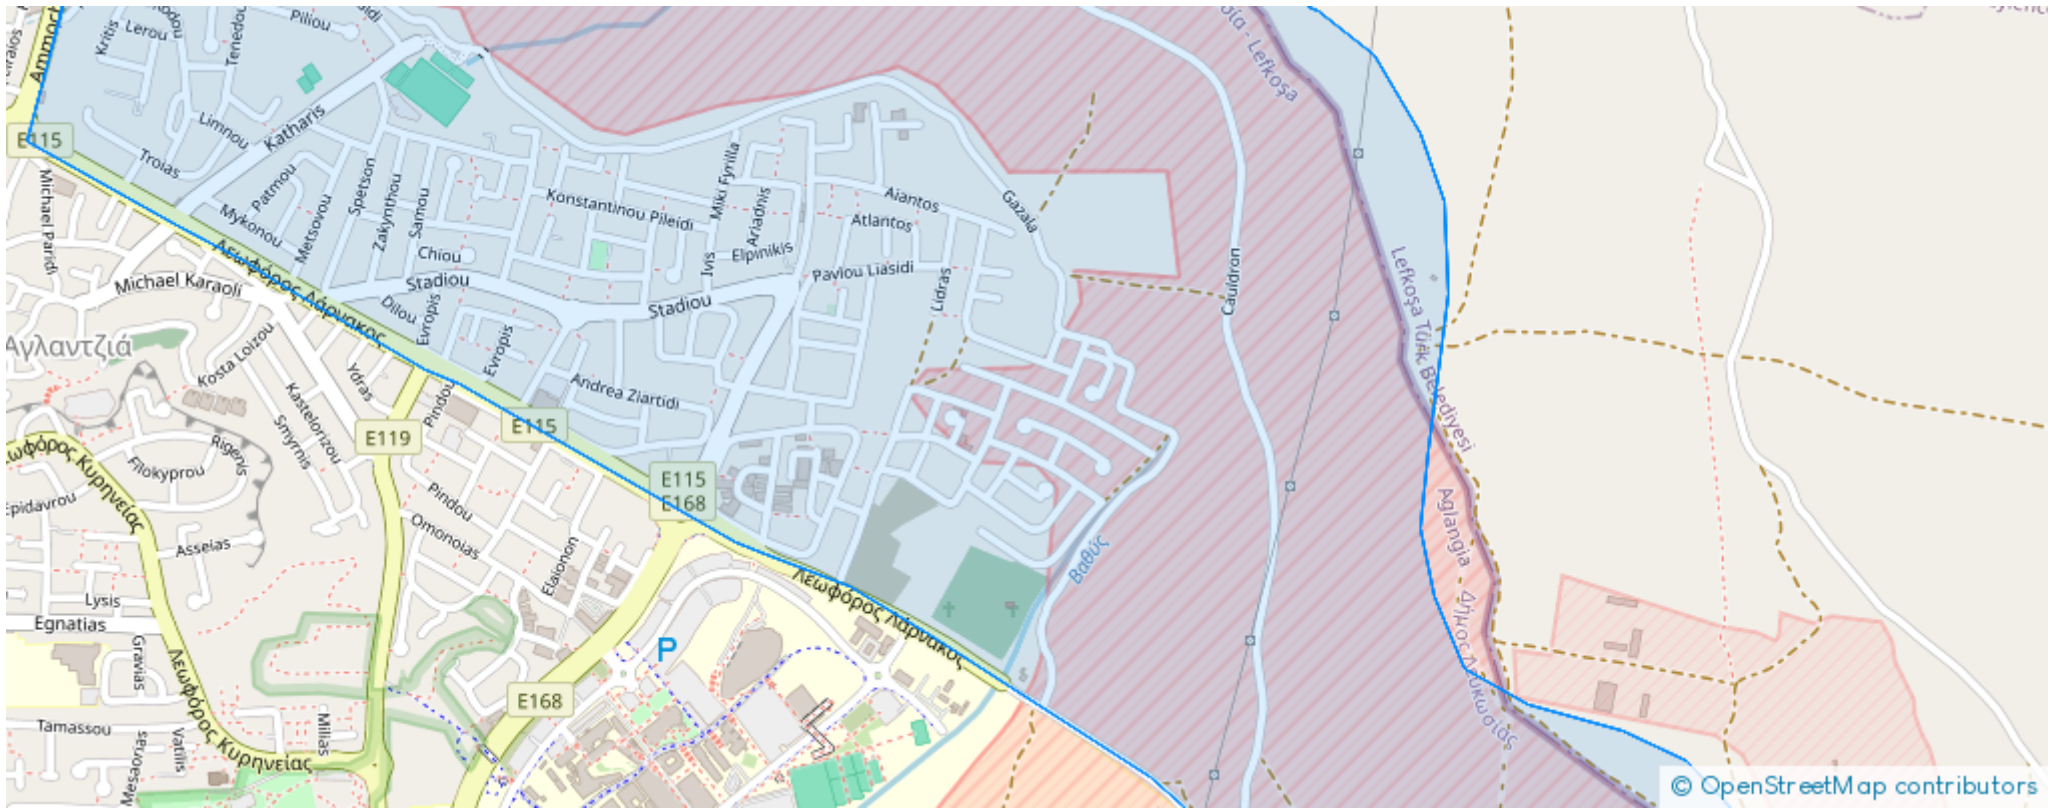 Kritis
Lerou
Tenedou
Piliou
Ammoch
E115
Limnou
Katharis
Troias
Patmou
Mykonou
Metsovou
Spetson
Zakynthou
Samou
Chiou
Konstantinou Pileidi
Miki Fyrilla
Ariadnis
Ivis
Elpinikis
Aiantos
Atlantos
Pavlou Liasidi
Gazala
Lidras
Cauldron
οία - Lefkoşa
Lefkoşa Türk Belediyesi
Aglangia
Δήμος Λευκωσίας
Michael Paridi
Michael Karaoli
Λεωφόρος Λάρνακος
Stadiou
Stadiou
Dilou
Evropis
Evropis
Andrea Ziartidi
Αγλαντζιά
Kosta Loizou
Ydras
Kastelorizou
Smyrnis
Pindou
E119
E115
E115
E168
Rigenis
Filokyprou
Epidavrou
ωφόρος Κυρηνείας
Pindou
Omonoias
Asseias
Elaionon
Lysis
Egnatias
Gravias
Λεωφόρος Κυρηνείας
Tamassou
Vatilis
Milias
Mesaorias
E168
P
Λεωφόρος Λάρνακος
Βαθύς
© OpenStreetMap contributors